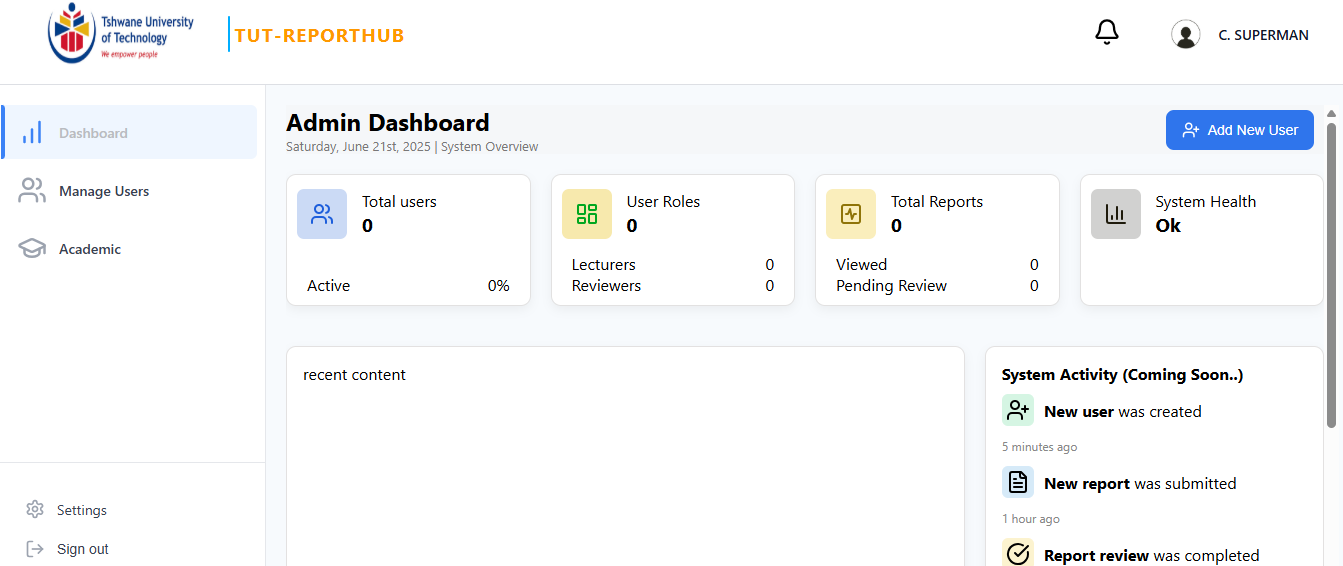 Tshwane University
of Technology
We empower people
TUT-REPORTHUB
C. SUPERMAN
Dashboard
Manage Users
Academic
Settings
Sign out
Admin Dashboard
Saturday, June 21st, 2025 | System Overview
Add New User
Total users
0
Active 0%
User Roles
0
Lecturers 0
Reviewers 0
Total Reports
0
Viewed 0
Pending Review 0
System Health
Ok
recent content
System Activity (Coming Soon..)
New user was created
5 minutes ago
New report was submitted
1 hour ago
Report review was completed